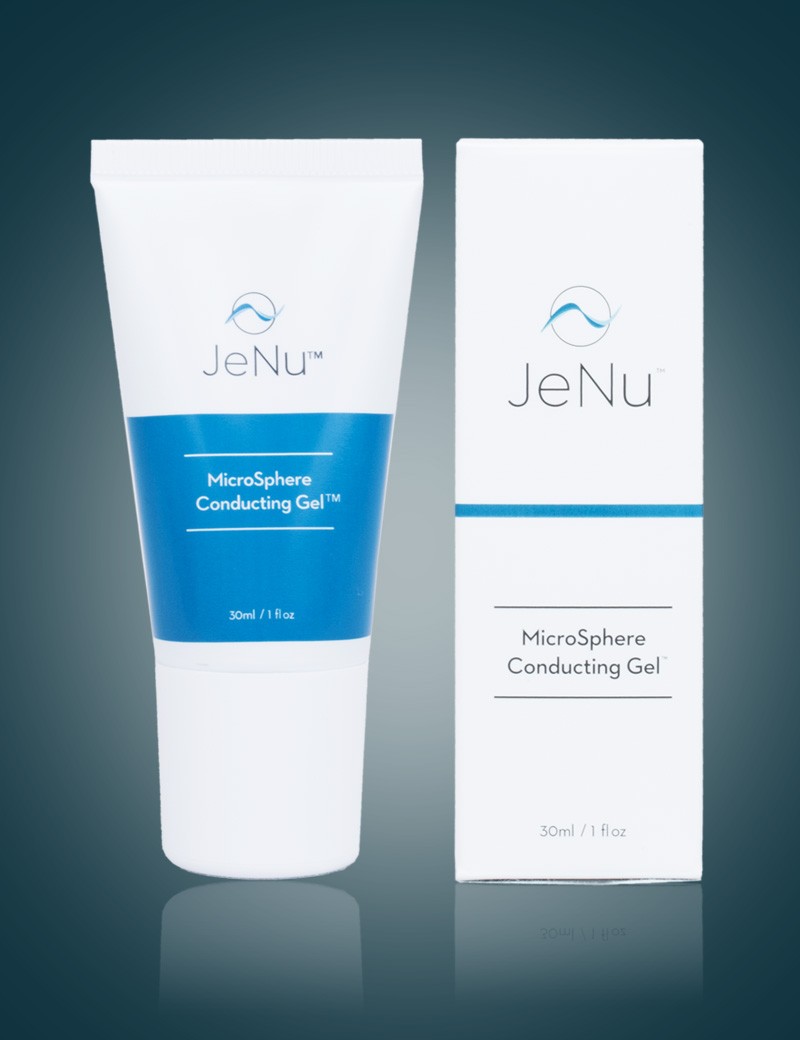 JeNu™
MicroSphere
Conducting Gel™
30ml / 1 fl oz
JeNu™
MicroSphere
Conducting Gel™
30ml / 1 fl oz